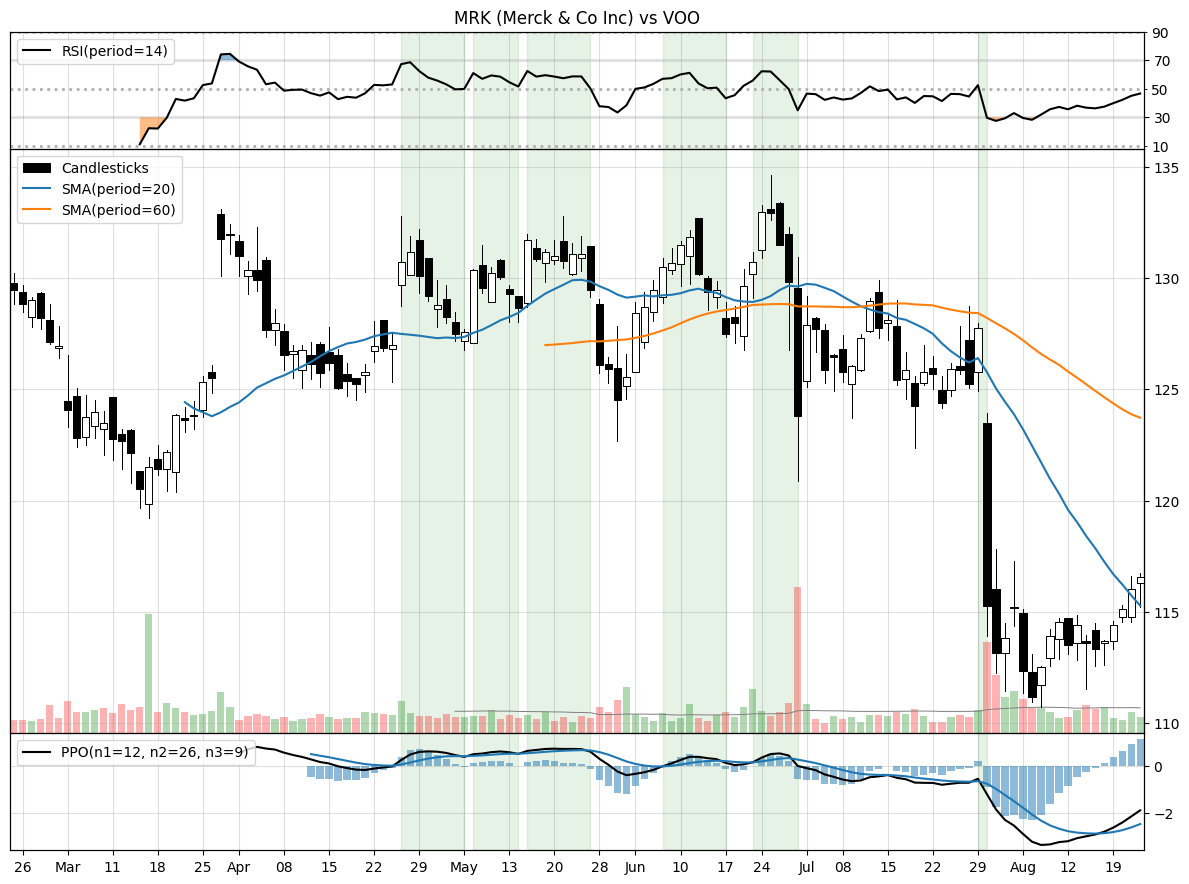 MRK (Merck & Co Inc) vs VOO
RSI(period=14)
90
70
50
30
10
Candlesticks
SMA(period=20)
SMA(period=60)
135
130
125
120
115
110
PPO(n1=12, n2=26, n3=9)
0
−2
26 Mar 11 18 25 Apr 08 15 22 29 May 13 20 28 Jun 10 17 24 Jul 08 15 22 29 Aug 12 19